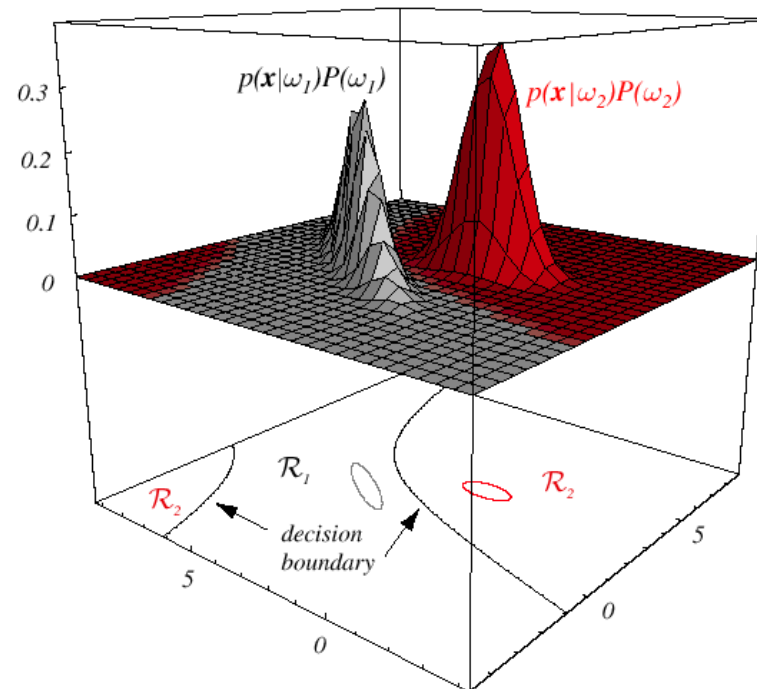 p(x|ω₁)P(ω₁)
p(x|ω₂)P(ω₂)
0.3
0.2
0.1
0
R₁
R₂
R₂
decision
boundary
5
0
5
0